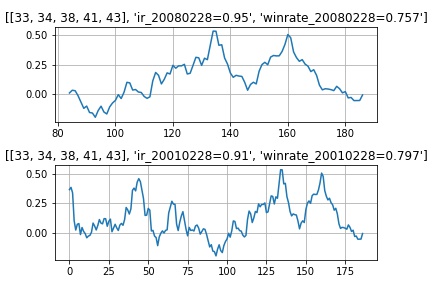 [[33, 34, 38, 41, 43], 'ir_20080228=0.95', 'winrate_20080228=0.757']
0.50
0.25
0.00
80 100 120 140 160 180
[[33, 34, 38, 41, 43], 'ir_20010228=0.91', 'winrate_20010228=0.797']
0.50
0.25
0.00
0 25 50 75 100 125 150 175